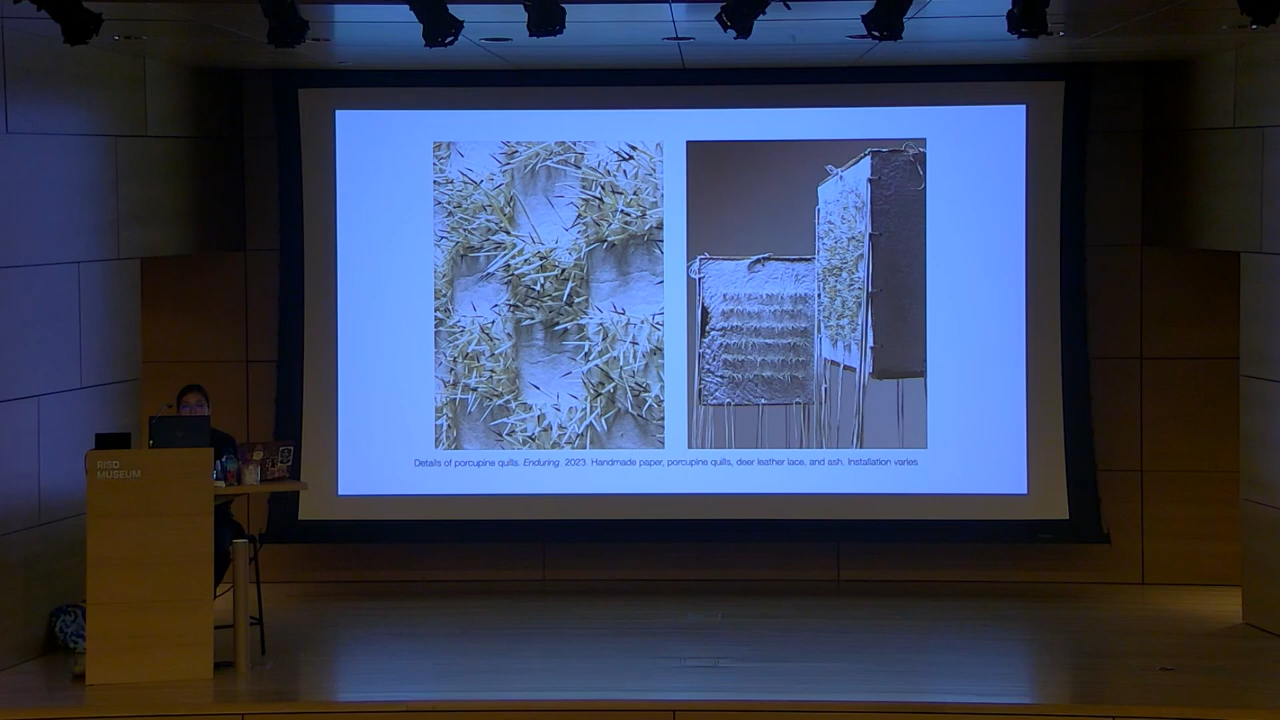 Details of porcupine quills. Enduring. 2023. Handmade paper, porcupine quills, deer leather lace, and ash. Installation varies
RISD
MUSEUM